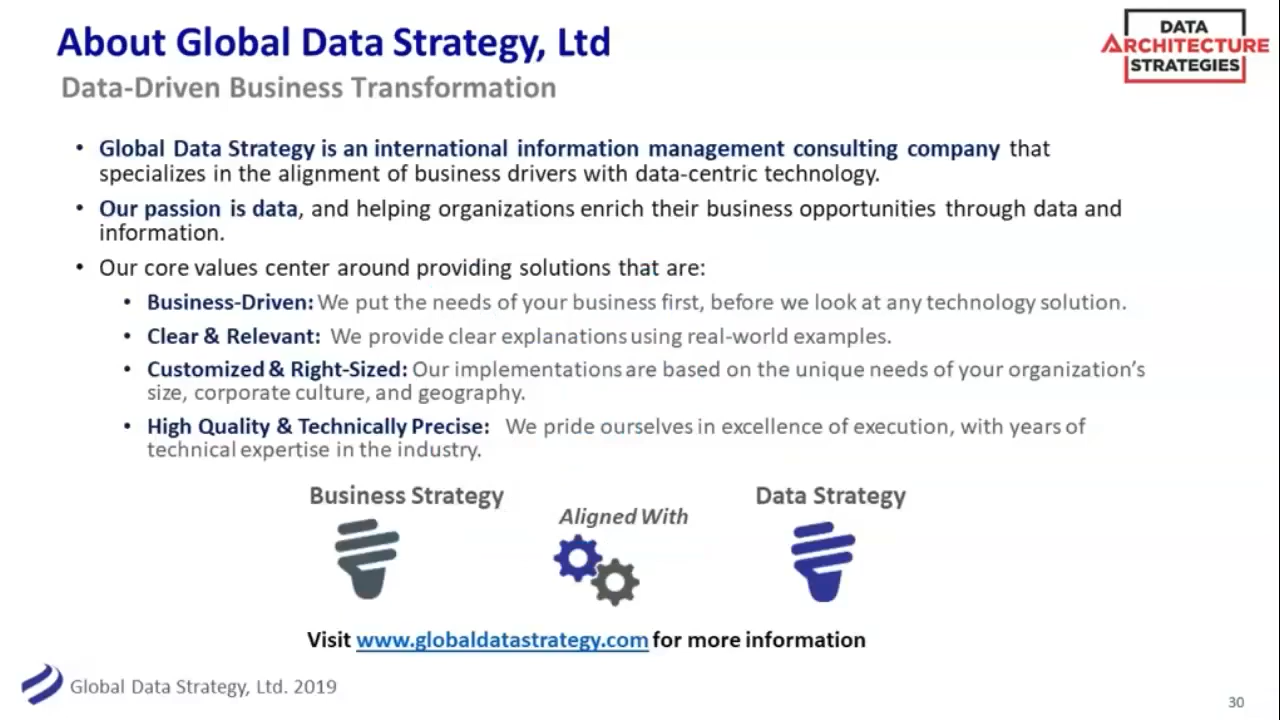 About Global Data Strategy, Ltd
Data-Driven Business Transformation
DATA
ARCHITECTURE
STRATEGIES
• Global Data Strategy is an international information management consulting company that
specializes in the alignment of business drivers with data-centric technology.
• Our passion is data, and helping organizations enrich their business opportunities through data and
information.
• Our core values center around providing solutions that are:
• Business-Driven: We put the needs of your business first, before we look at any technology solution.
• Clear & Relevant: We provide clear explanations using real-world examples.
• Customized & Right-Sized: Our implementations are based on the unique needs of your organization’s
size, corporate culture, and geography.
• High Quality & Technically Precise: We pride ourselves in excellence of execution, with years of
technical expertise in the industry.
Business Strategy
Aligned With
Data Strategy
Visit www.globaldatastrategy.com for more information
Global Data Strategy, Ltd. 2019
30